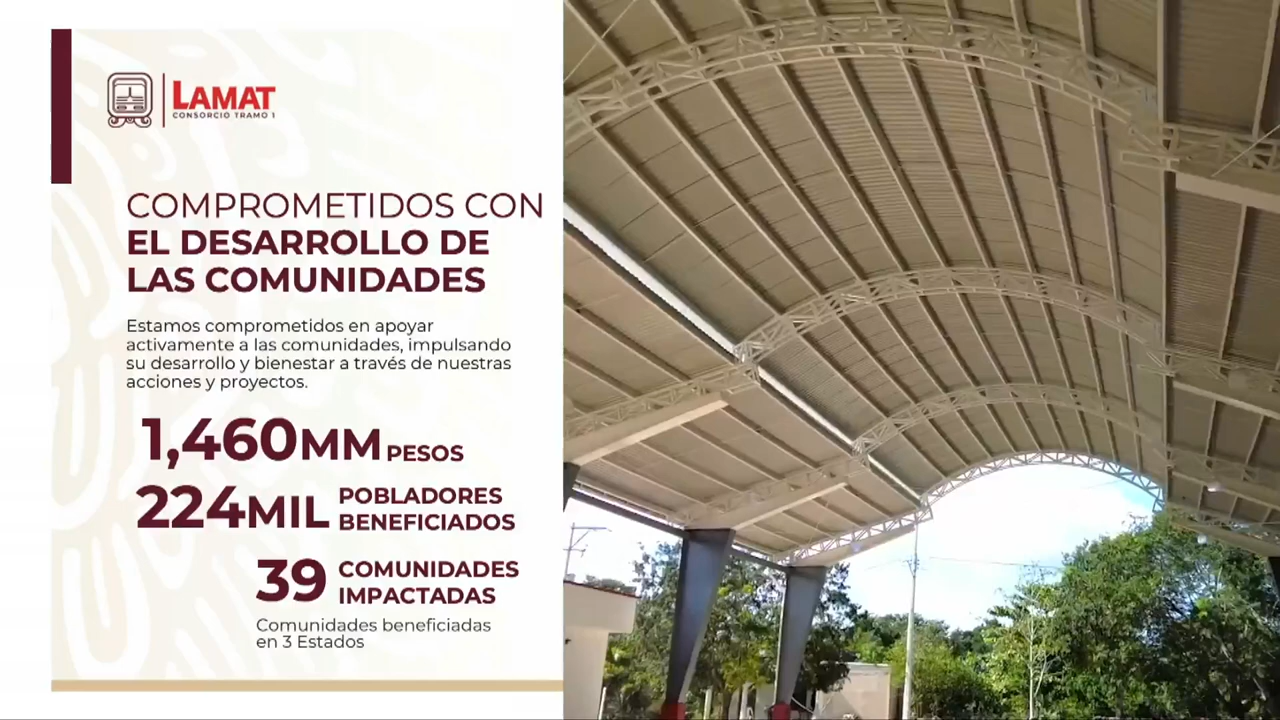 LAMAT
CONSORCIO TRAMO 1
COMPROMETIDOS CON
EL DESARROLLO DE
LAS COMUNIDADES
Estamos comprometidos en apoyar
activamente a las comunidades, impulsando
su desarrollo y bienestar a través de nuestras
acciones y proyectos.
1,460MM PESOS
224MIL POBLADORES
BENEFICIADOS
39 COMUNIDADES
IMPACTADAS
Comunidades beneficiadas
en 3 Estados